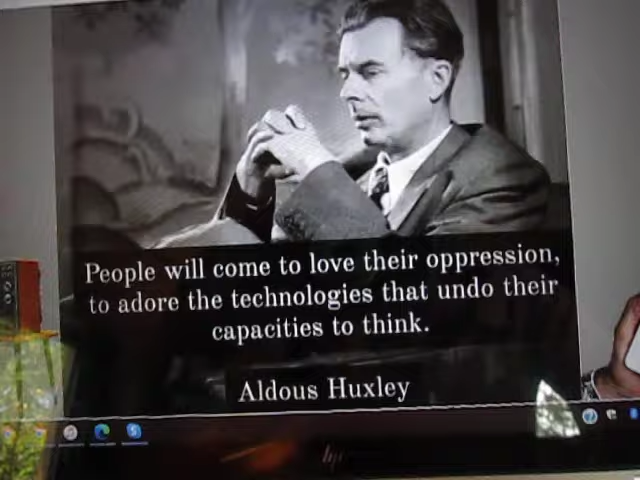 People will come to love their oppression,
to adore the technologies that undo their
capacities to think.
Aldous Huxley
hp